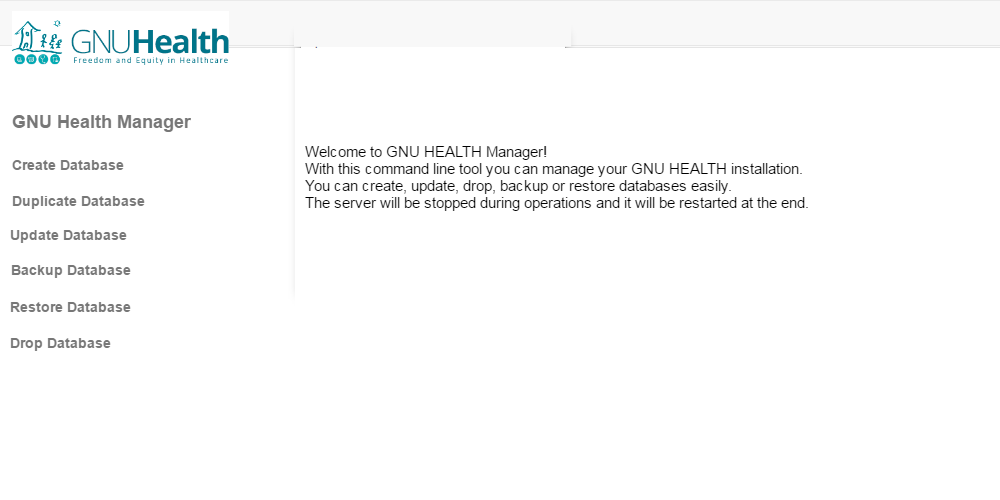 GNUHealth
Freedom and Equity in Healthcare
GNU Health Manager
Create Database
Duplicate Database
Update Database
Backup Database
Restore Database
Drop Database
Welcome to GNU HEALTH Manager!
With this command line tool you can manage your GNU HEALTH installation.
You can create, update, drop, backup or restore databases easily.
The server will be stopped during operations and it will be restarted at the end.